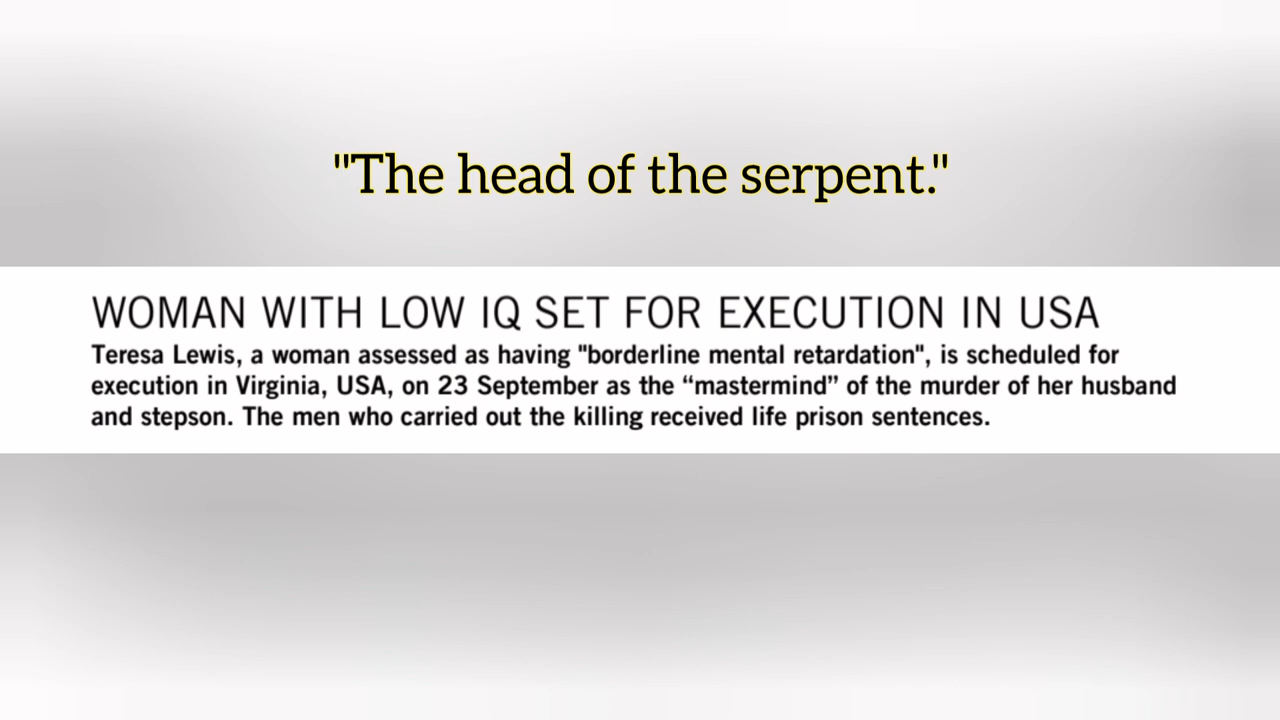 "The head of the serpent."
WOMAN WITH LOW IQ SET FOR EXECUTION IN USA
Teresa Lewis, a woman assessed as having "borderline mental retardation", is scheduled for
execution in Virginia, USA, on 23 September as the “mastermind” of the murder of her husband
and stepson. The men who carried out the killing received life prison sentences.